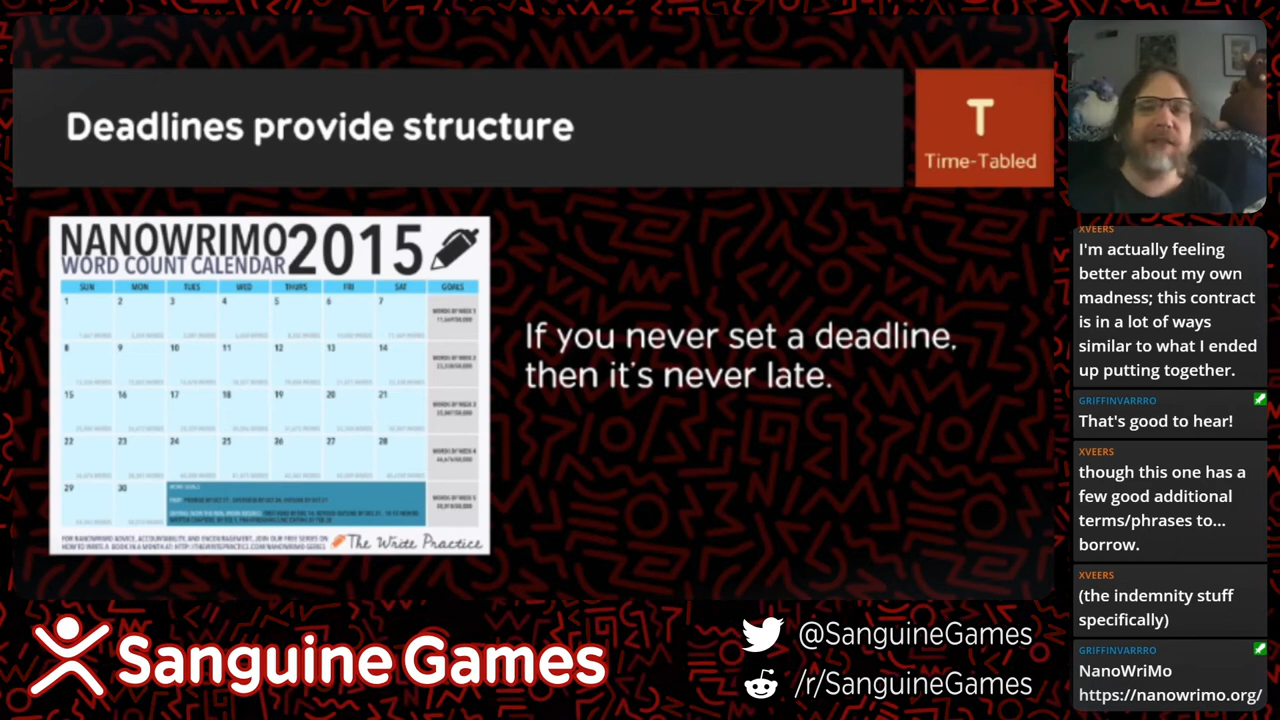 Deadlines provide structure
T
Time-Tabled
NANOWRIMO 2015
WORD COUNT CALENDAR
SUN MON TUES WED THURS FRI SAT GOALS
1 2 3 4 5 6 7
8 9 10 11 12 13 14
15 16 17 18 19 20 21
22 23 24 25 26 27 28
29 30
The Write Practice
If you never set a deadline,
then it's never late.
Sanguine Games
@SanguineGames
/r/SanguineGames
XVEERS
I'm actually feeling
better about my own
madness; this contract
is in a lot of ways
similar to what I ended
up putting together.
GRIFFINVARRRO
That's good to hear!
XVEERS
though this one has a
few good additional
terms/phrases to...
borrow.
XVEERS
(the indemnity stuff
specifically)
GRIFFINVARRRO
NanoWriMo
https://nanowrimo.org/